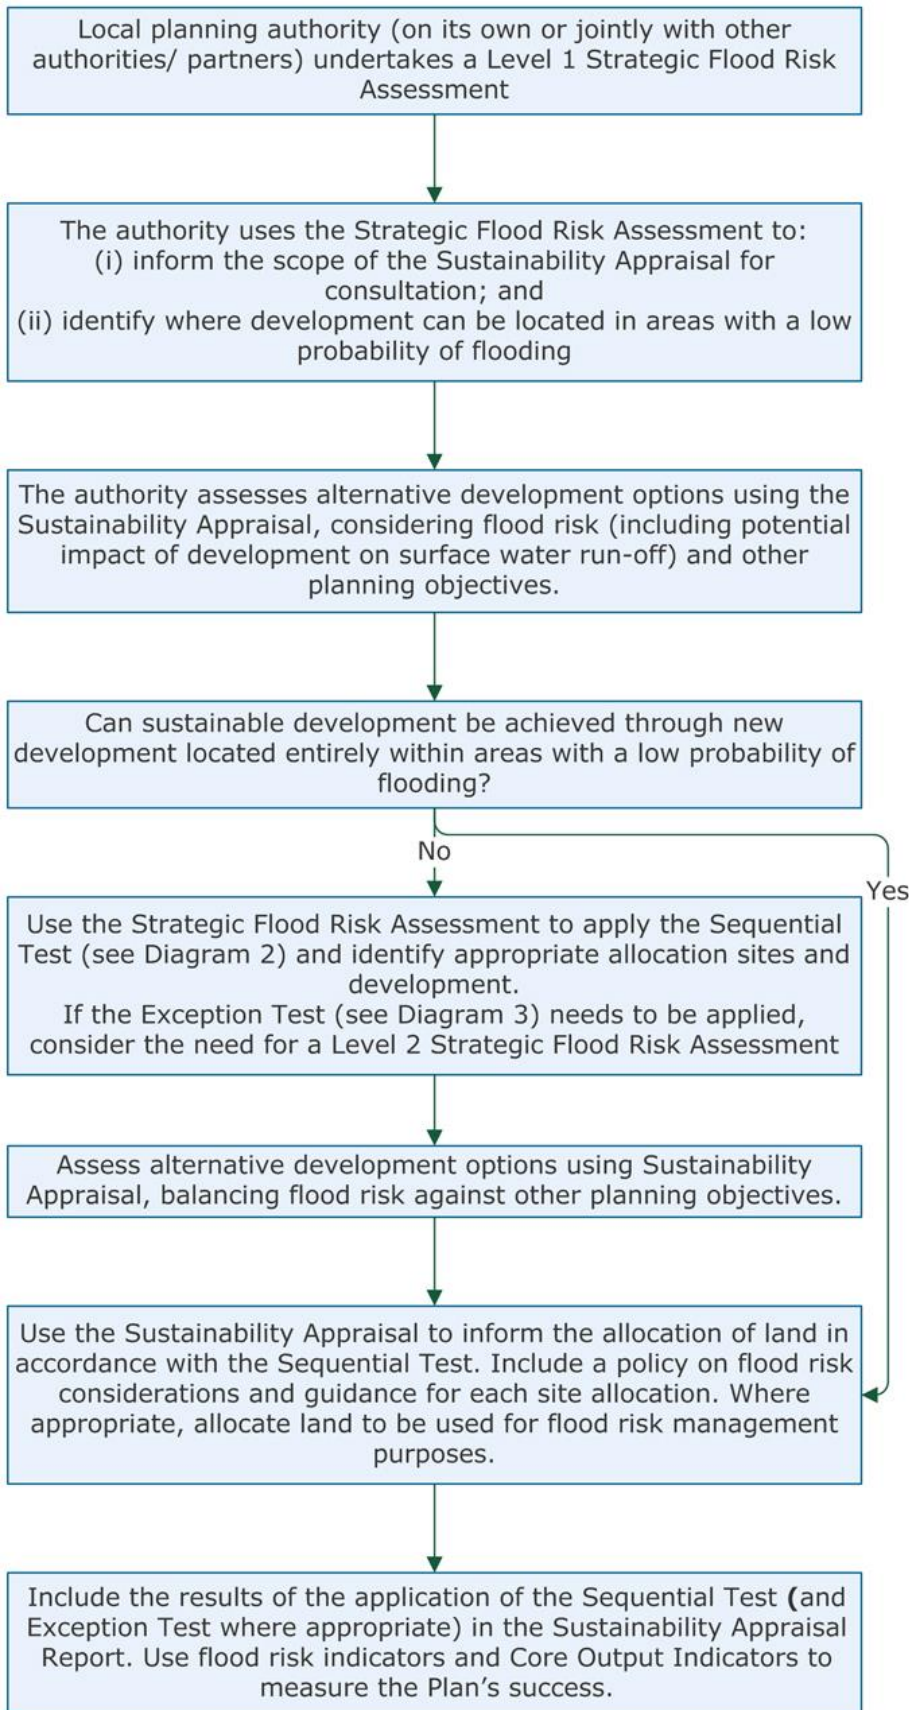 Local planning authority (on its own or jointly with other
authorities/ partners) undertakes a Level 1 Strategic Flood Risk
Assessment
The authority uses the Strategic Flood Risk Assessment to:
(i) inform the scope of the Sustainability Appraisal for
consultation; and
(ii) identify where development can be located in areas with a low
probability of flooding
The authority assesses alternative development options using the
Sustainability Appraisal, considering flood risk (including potential
impact of development on surface water run-off) and other
planning objectives.
Can sustainable development be achieved through new
development located entirely within areas with a low probability of
flooding?
No
Yes
Use the Strategic Flood Risk Assessment to apply the Sequential
Test (see Diagram 2) and identify appropriate allocation sites and
development.
If the Exception Test (see Diagram 3) needs to be applied,
consider the need for a Level 2 Strategic Flood Risk Assessment
Assess alternative development options using Sustainability
Appraisal, balancing flood risk against other planning objectives.
Use the Sustainability Appraisal to inform the allocation of land in
accordance with the Sequential Test. Include a policy on flood risk
considerations and guidance for each site allocation. Where
appropriate, allocate land to be used for flood risk management
purposes.
Include the results of the application of the Sequential Test (and
Exception Test where appropriate) in the Sustainability Appraisal
Report. Use flood risk indicators and Core Output Indicators to
measure the Plan’s success.